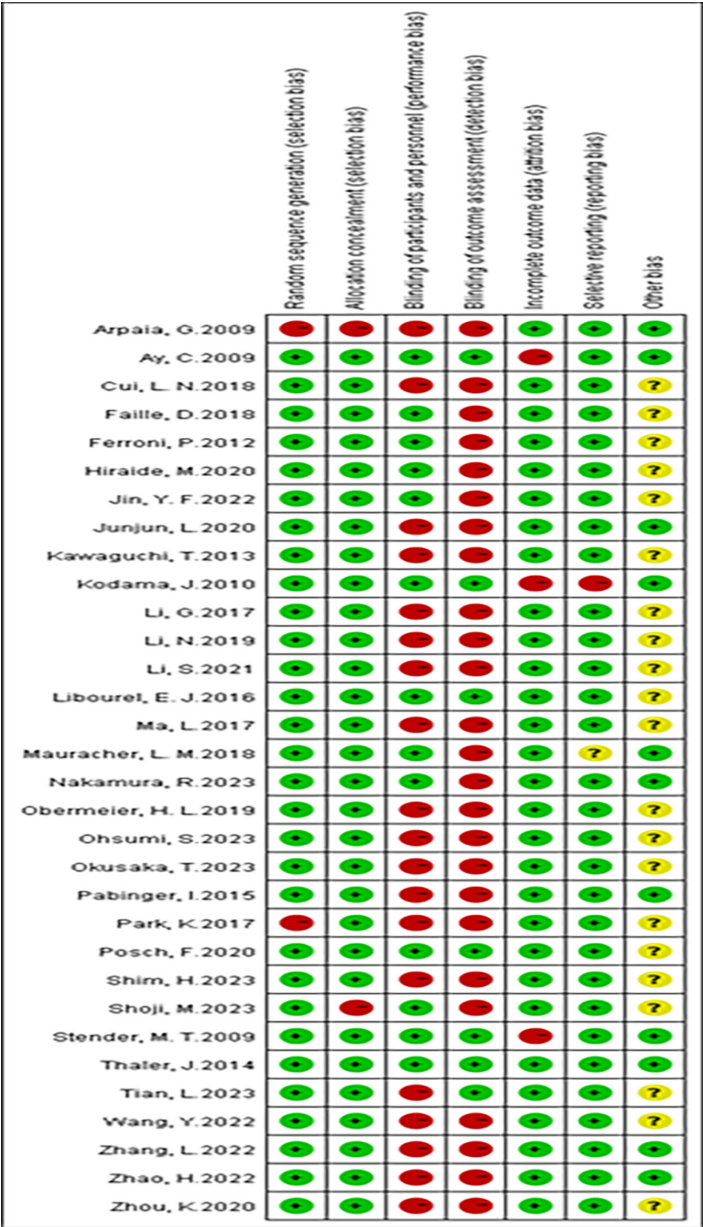 Random sequence generation (selection bias)
Allocation concealment (selection bias)
Blinding of participants and personnel (performance bias)
Blinding of outcome assessment (detection bias)
Incomplete outcome data (attrition bias)
Selective reporting (reporting bias)
Other bias
Arpaia, G.2009
Ay, C.2009
Cui, L. N.2018 ?
Faille, D.2018 ?
Ferroni, P.2012 ?
Hiraide, M.2020 ?
Jin, Y. F.2022 ?
Junjun, L.2020
Kawaguchi, T.2013 ?
Kodama, J.2010
Li, G.2017 ?
Li, N.2019 ?
Li, S.2021 ?
Libourel, E. J.2016 ?
Ma, L.2017 ?
Mauracher, L. M.2018 ?
Nakamura, R.2023
Obermeier, H. L.2019 ?
Ohsumi, S.2023 ?
Okusaka, T.2023 ?
Pabinger, I.2015
Park, K.2017 ?
Posch, F.2020 ?
Shim, H.2023 ?
Shoji, M.2023 ?
Stender, M. T.2009
Thaler, J.2014
Tian, L.2023 ?
Wang, Y.2022 ?
Zhang, L.2022
Zhao, H.2022
Zhou, K.2020 ?